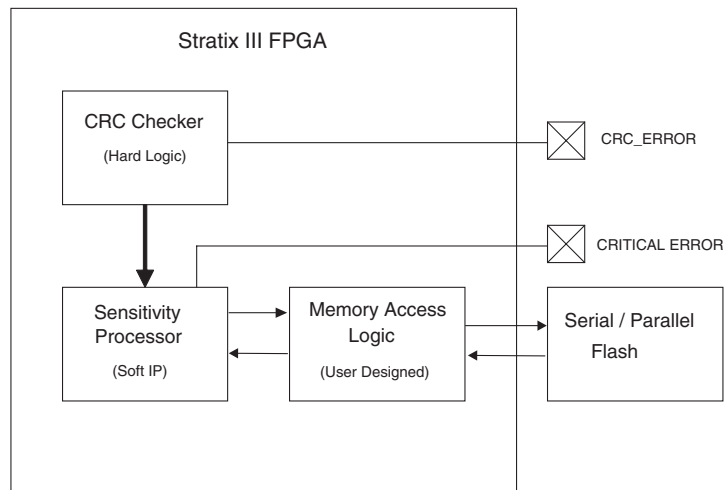 Stratix III FPGA
CRC Checker
(Hard Logic)
CRC_ERROR
CRITICAL ERROR
Sensitivity
Processor
(Soft IP)
Memory Access
Logic
(User Designed)
Serial / Parallel
Flash